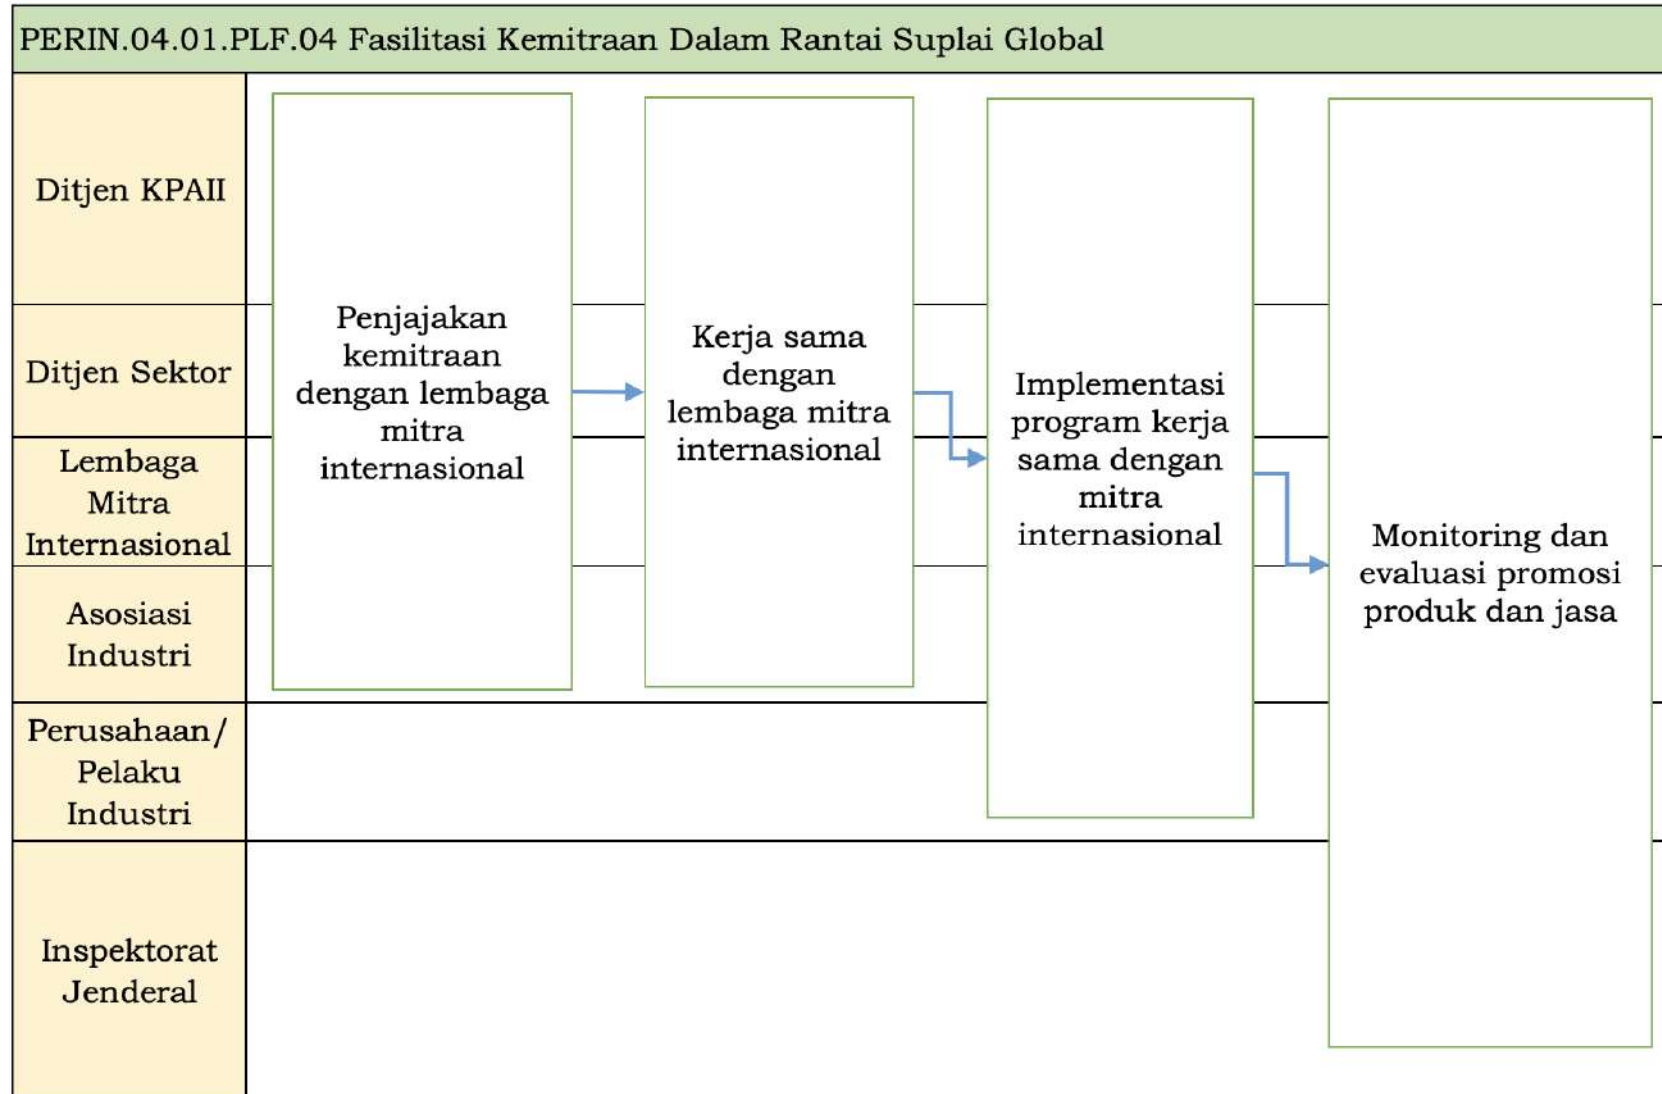 PERIN.04.01.PLF.04 Fasilitasi Kemitraan Dalam Rantai Suplai Global
Ditjen KPAII
Ditjen Sektor
Lembaga
Mitra
Internasional
Asosiasi
Industri
Perusahaan/
Pelaku
Industri
Inspektorat
Jenderal
Penjajakan
kemitraan
dengan lembaga
mitra
internasional
Kerja sama
dengan
lembaga mitra
internasional
Implementasi
program kerja
sama dengan
mitra
internasional
Monitoring dan
evaluasi promosi
produk dan jasa